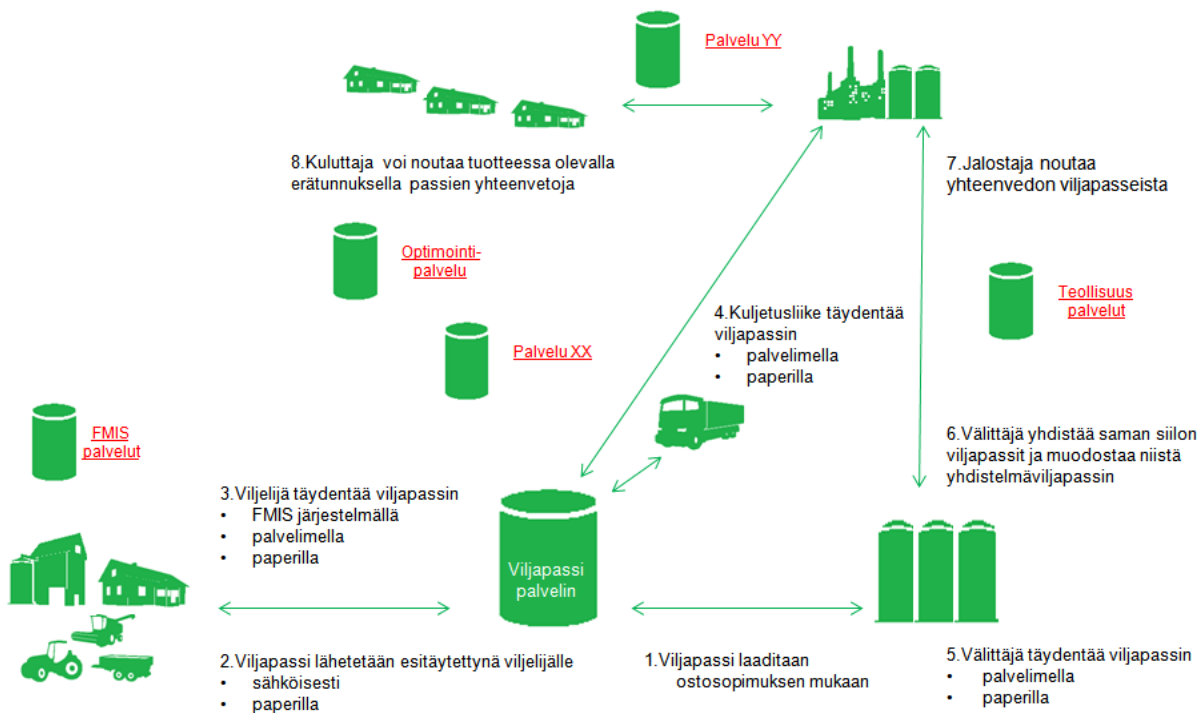 Palvelu YY
8.Kuluttaja voi noutaa tuotteessa olevalla
erätunnuksella passien yhteenvetoja
7.Jalostaja noutaa
yhteenvedon viljapasseista
Optimointi-
palvelu
Palvelu XX
4.Kuljetusliike täydentää
viljapassin
• palvelimella
• paperilla
Teollisuus
palvelut
FMIS
palvelut
3.Viljelijä täydentää viljapassin
• FMIS järjestelmällä
• palvelimella
• paperilla
6.Välittäjä yhdistää saman siilon
viljapassit ja muodostaa niistä
yhdistelmäviljapassin
Viljapassi
palvelin
2.Viljapassi lähetetään esitäytettynä viljelijälle
• sähköisesti
• paperilla
1.Viljapassi laaditaan
ostosopimuksen mukaan
5.Välittäjä täydentää viljapassin
• palvelimella
• paperilla